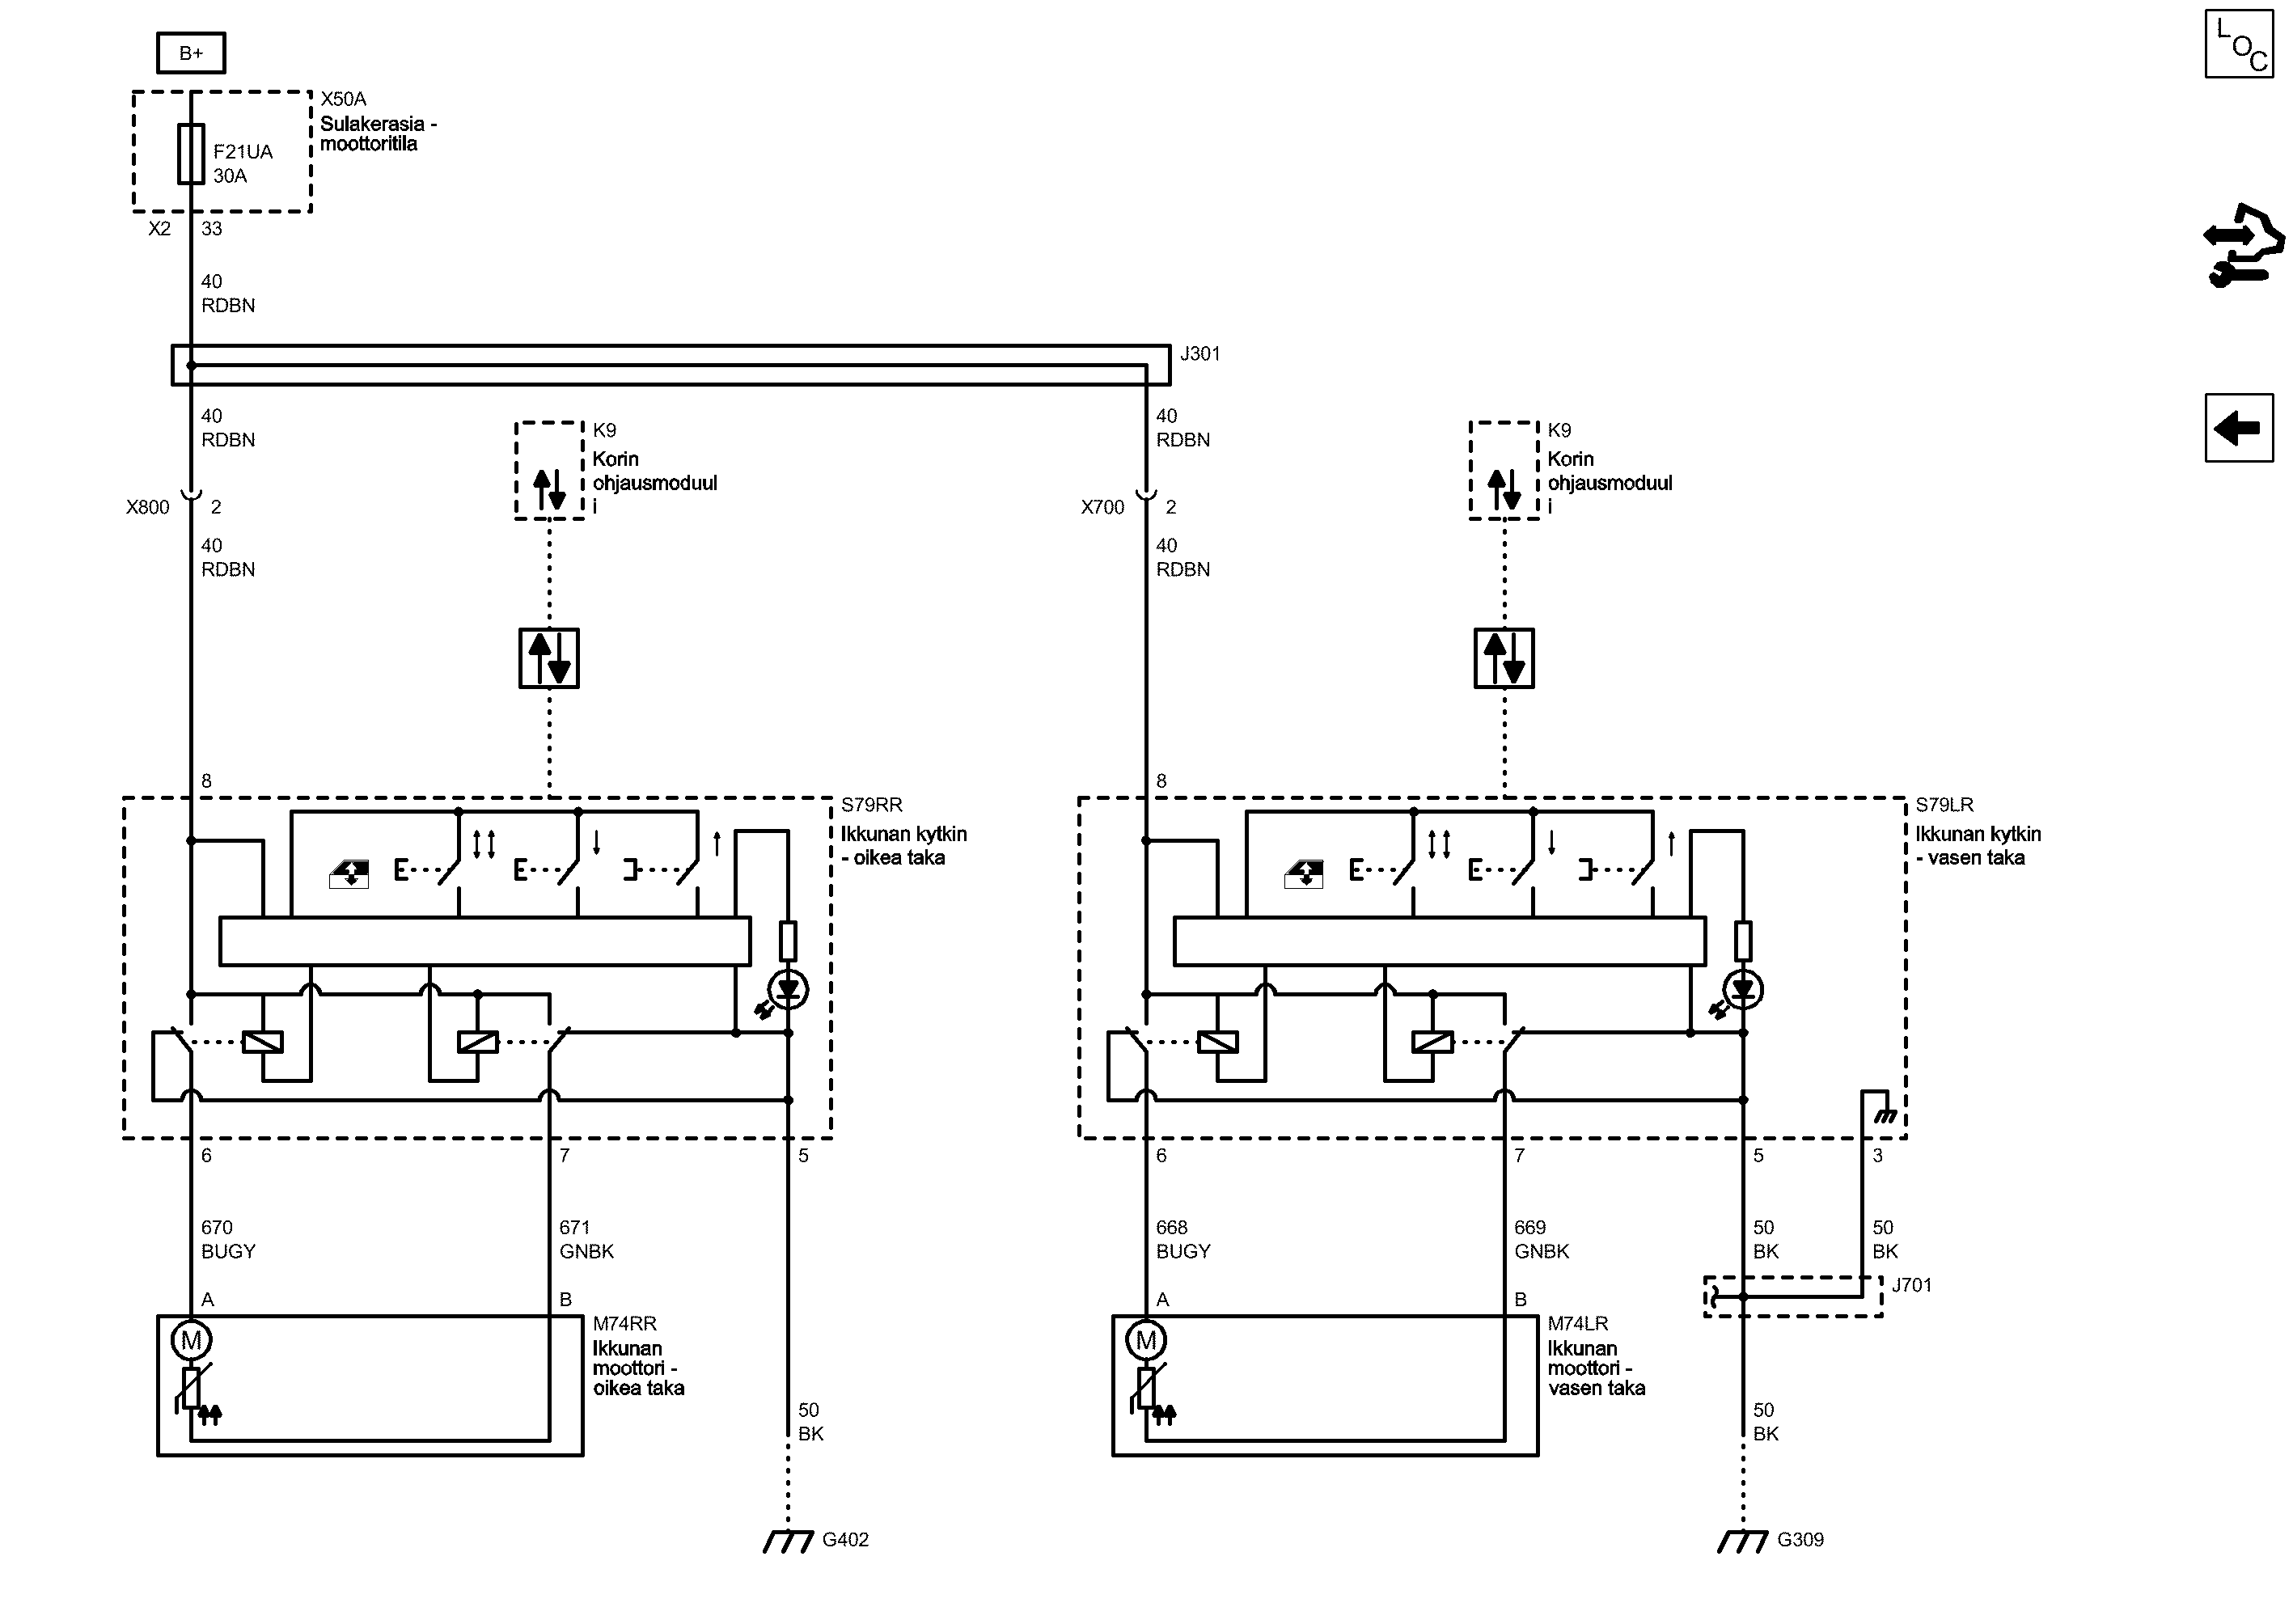 B+
LOC
X50A
Sulakerasia -
moottoritila
F21UA
30A
X2 33
40
RDBN
J301
40
RDBN
K9
Korin
ohjausmoduul
i
40
RDBN
K9
Korin
ohjausmoduul
i
X800 2
X700 2
40
RDBN
40
RDBN
8
8
S79RR
Ikkunan kytkin
- oikea taka
S79LR
Ikkunan kytkin
- vasen taka
6 7 5
6 7 5 3
670
BUGY
671
GNBK
668
BUGY
669
GNBK
50
BK
50
BK
J701
A B
A B
M
M74RR
Ikkunan
moottori -
oikea taka
M
M74LR
Ikkunan
moottori -
vasen taka
50
BK
50
BK
G402
G309